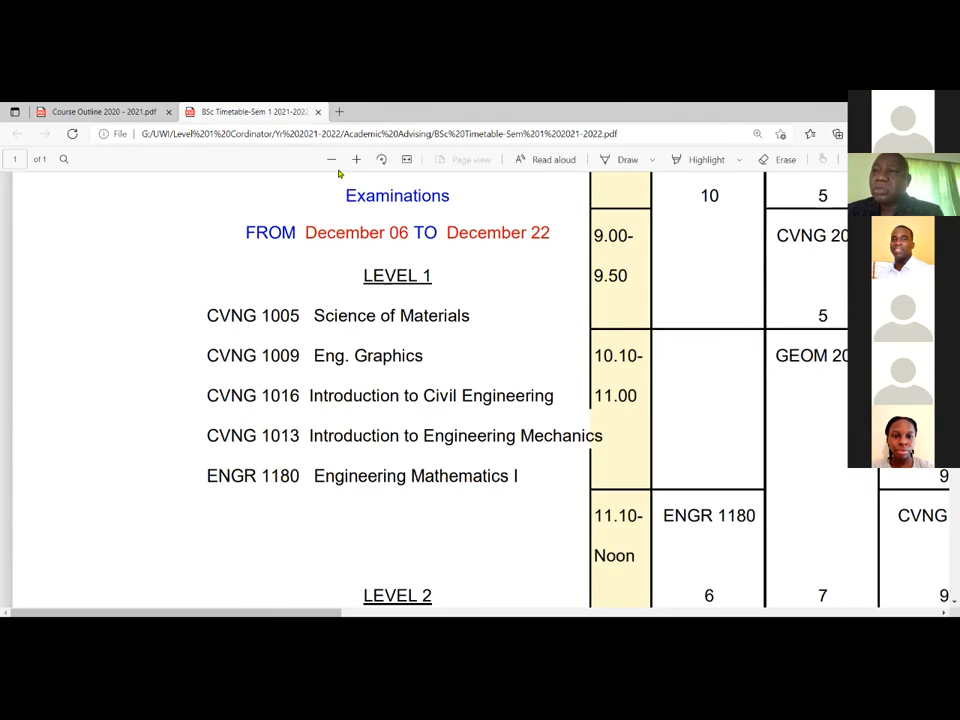 Course Outline 2020 - 2021.pdf
BSc Timetable-Sem 1 2021-202
File
G:/UWI/Level%201%20Cordinator/Yr%202021-2022/Academic%20Advising/BSc%20Timetable-Sem%201%202021-2022.pdf
1 of 1
Page view
Read aloud
Draw
Highlight
Erase
Examinations
10
5
FROM December 06 TO December 22
9.00-
CVNG 20
LEVEL 1
9.50
CVNG 1005 Science of Materials
5
CVNG 1009 Eng. Graphics
10.10-
GEOM 20
CVNG 1016 Introduction to Civil Engineering
11.00
CVNG 1013 Introduction to Engineering Mechanics
ENGR 1180 Engineering Mathematics I
9
11.10-
ENGR 1180
CVNG
Noon
LEVEL 2
6
7
9